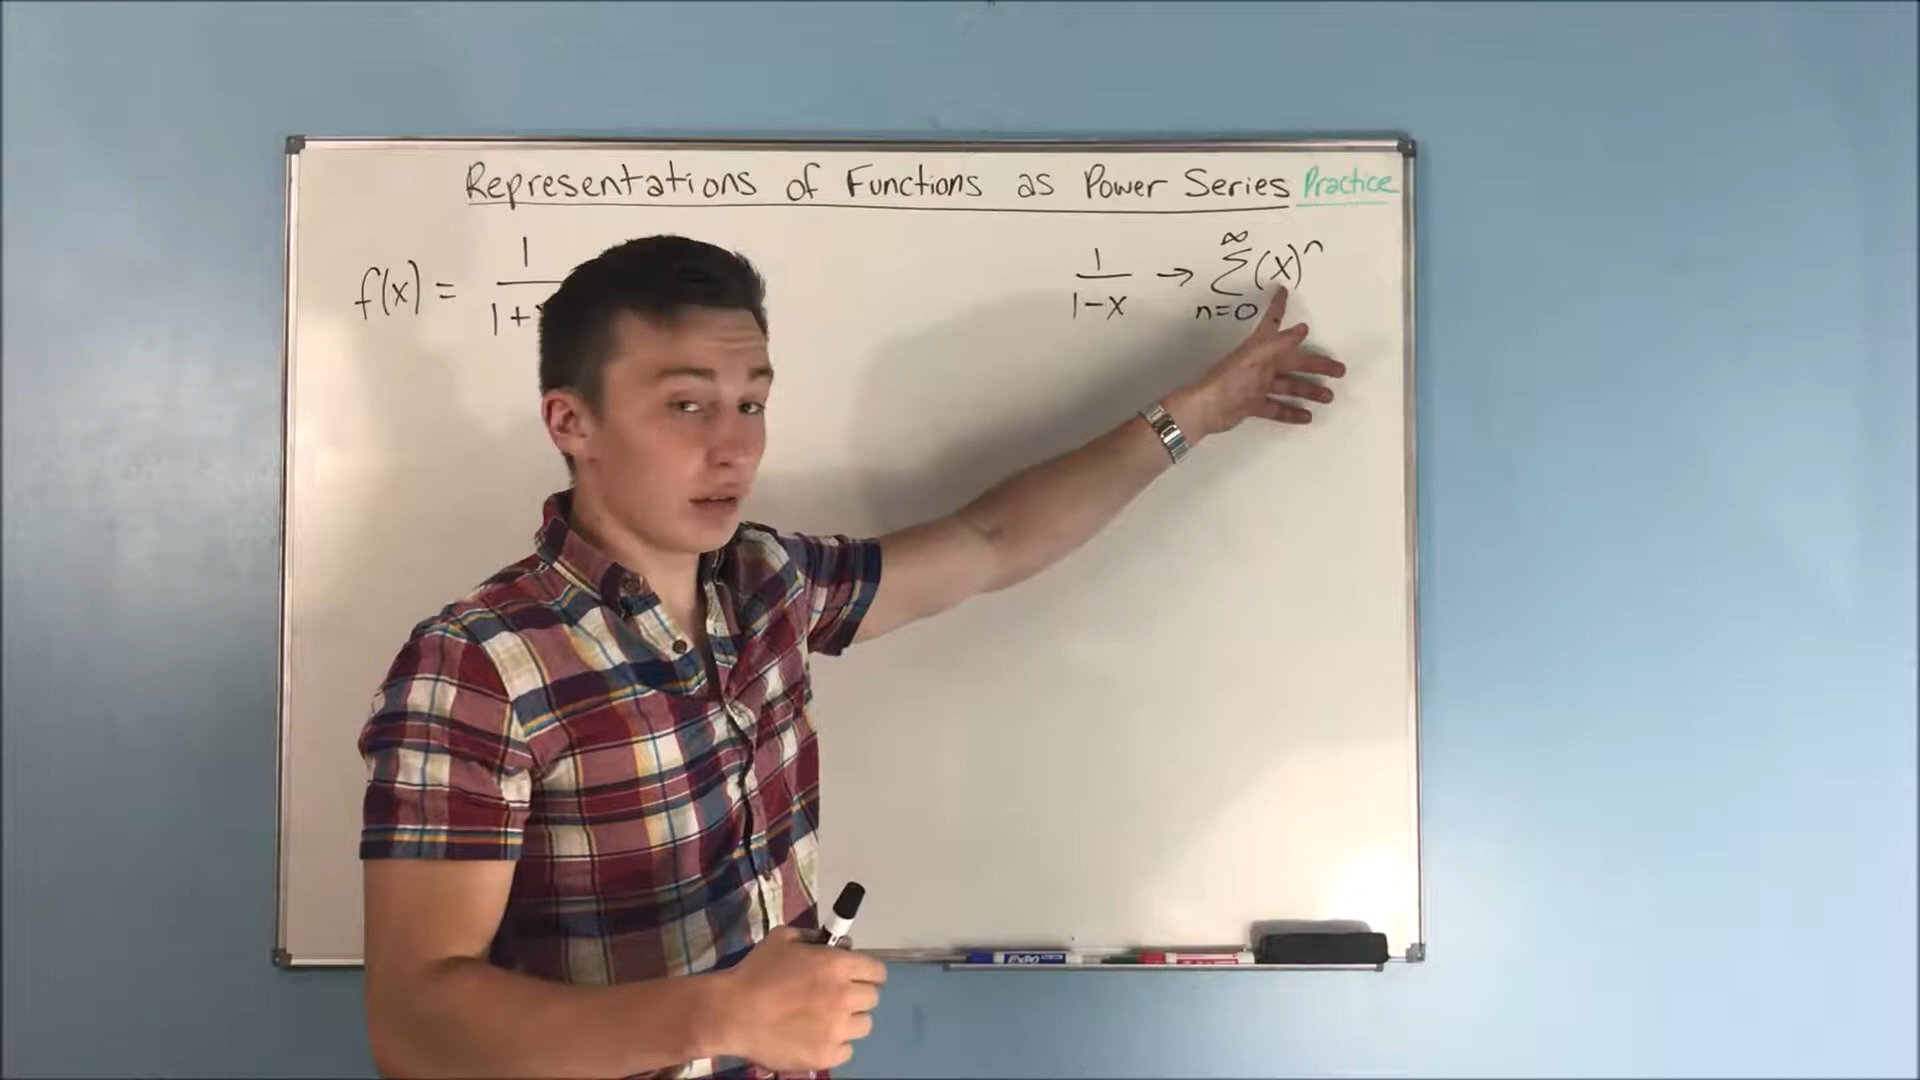 Representations of Functions as Power Series Practice
f(x) = 1/1+
1/1-x → ∞ Σ n=0 (x)^n
EXPO